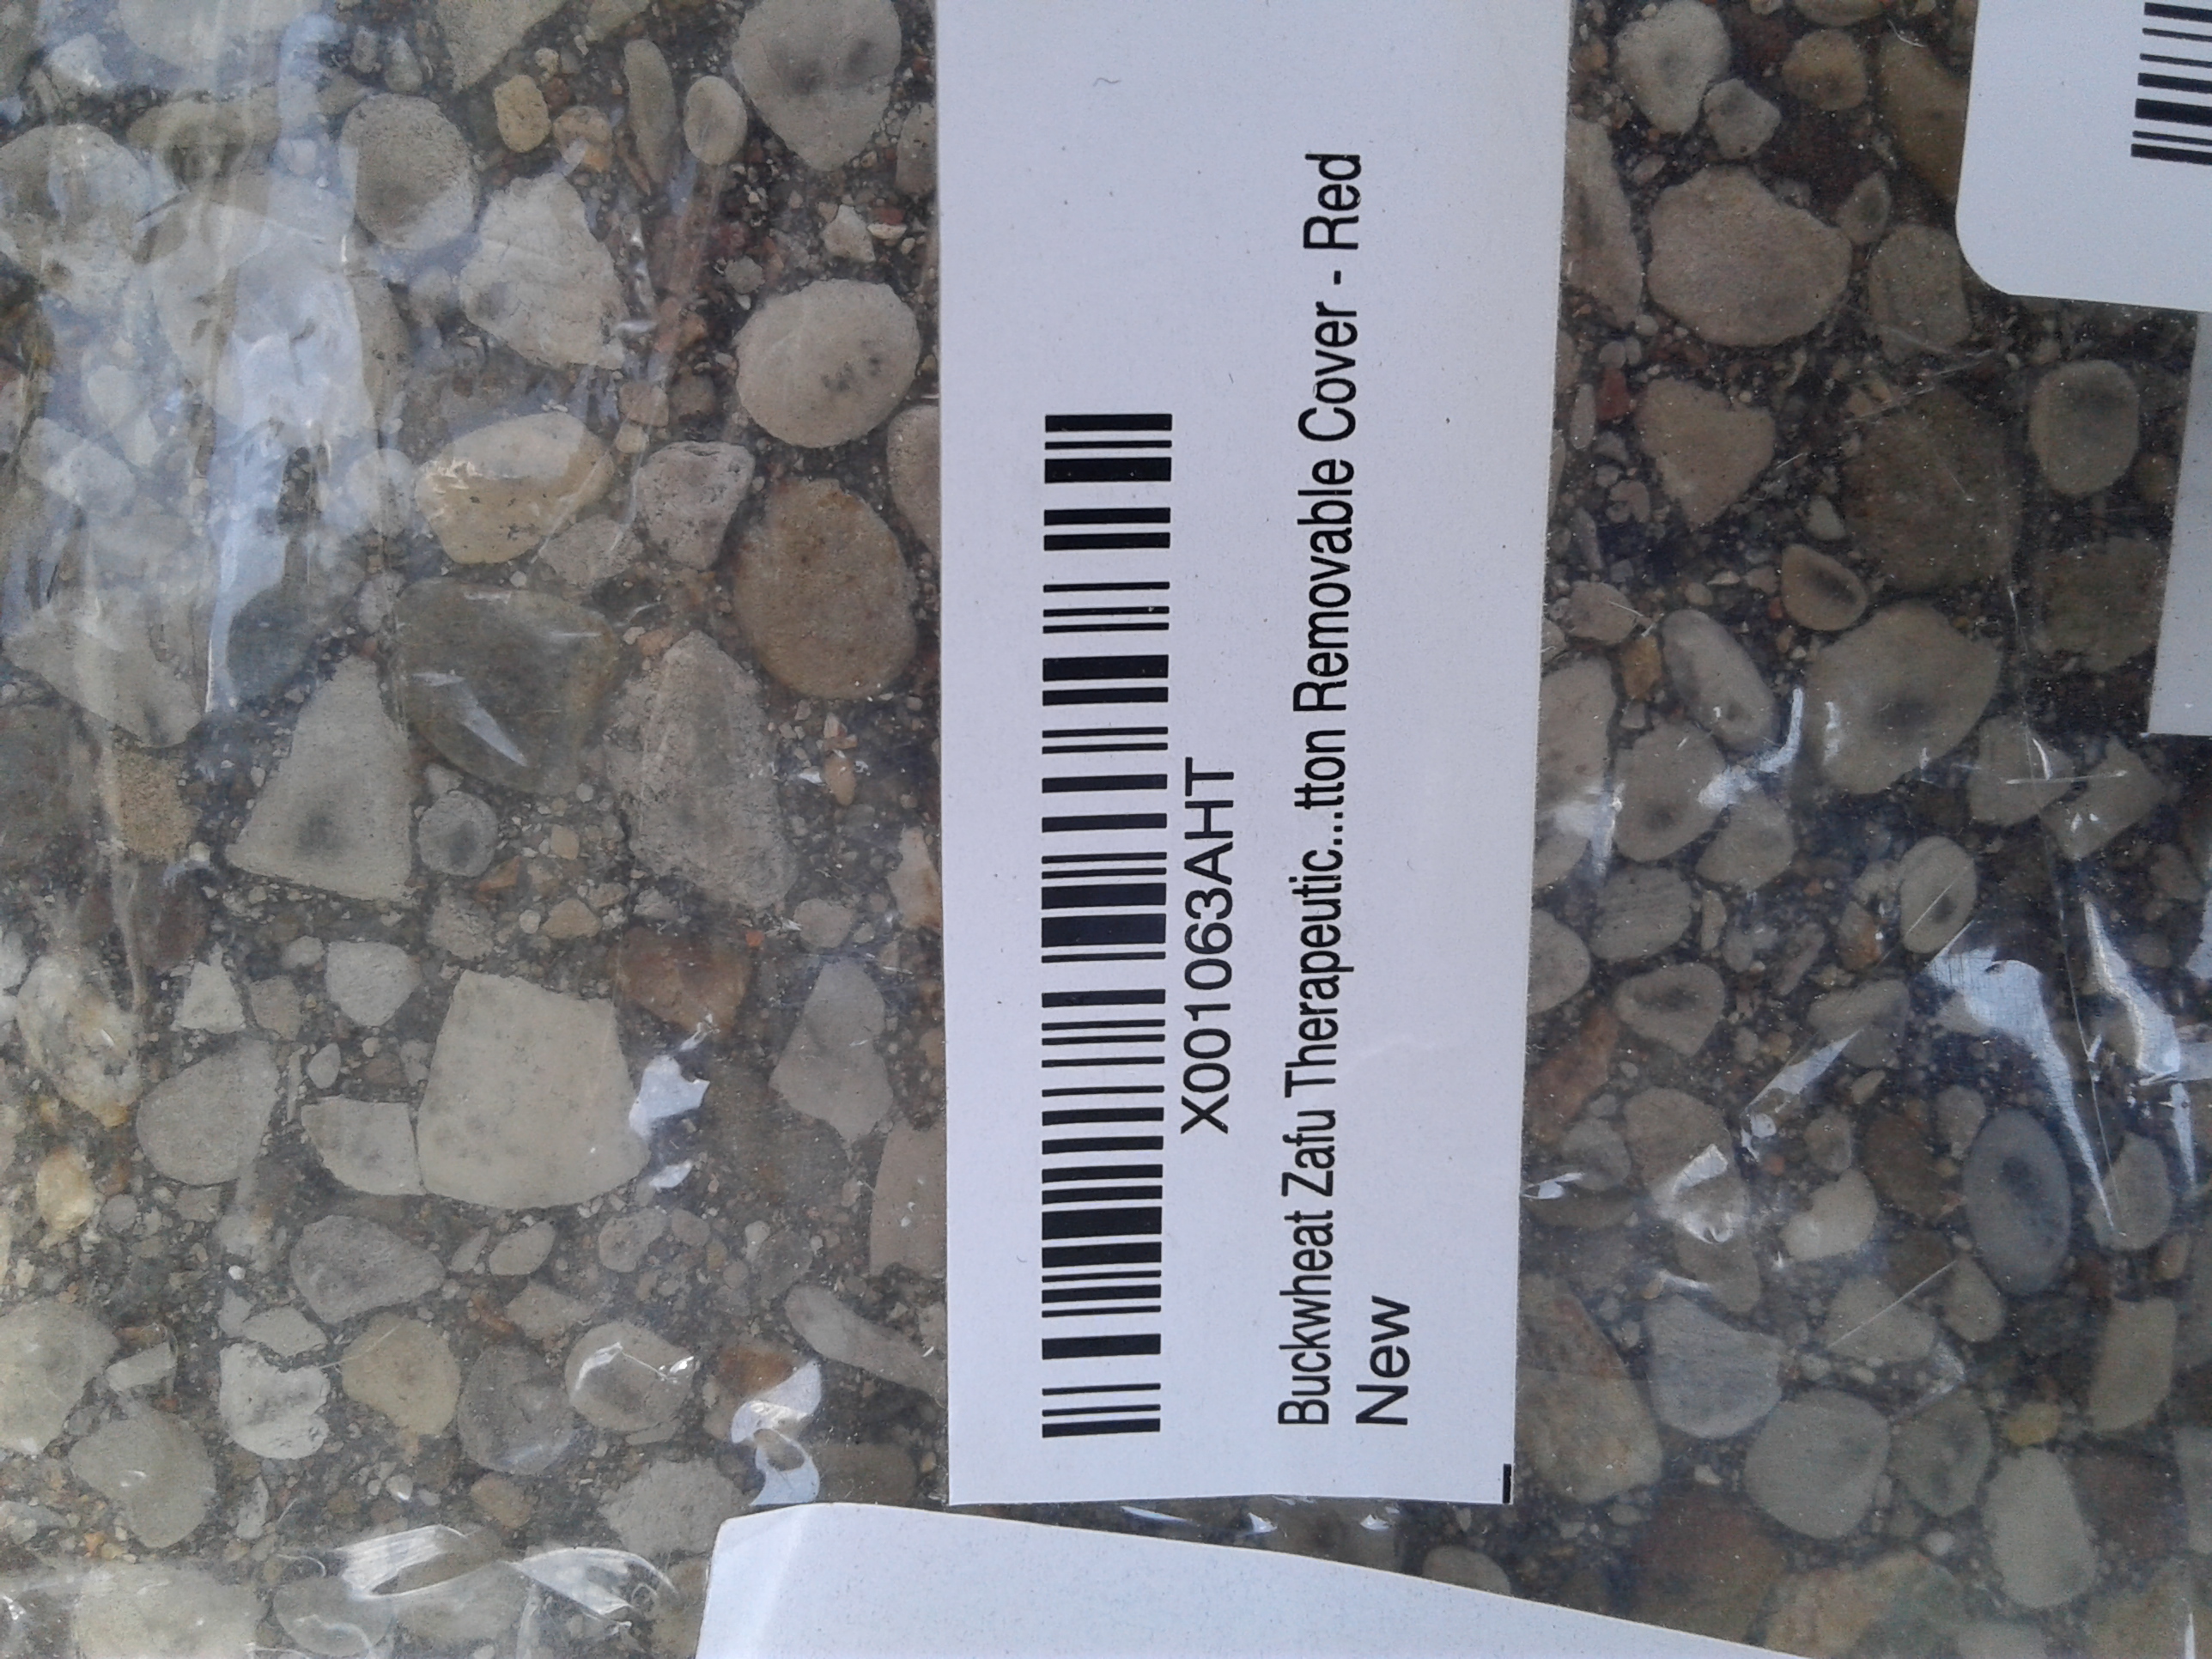 X001063AHT
Buckwheat Zafu Therapeutic...tton Removable Cover - Red
New